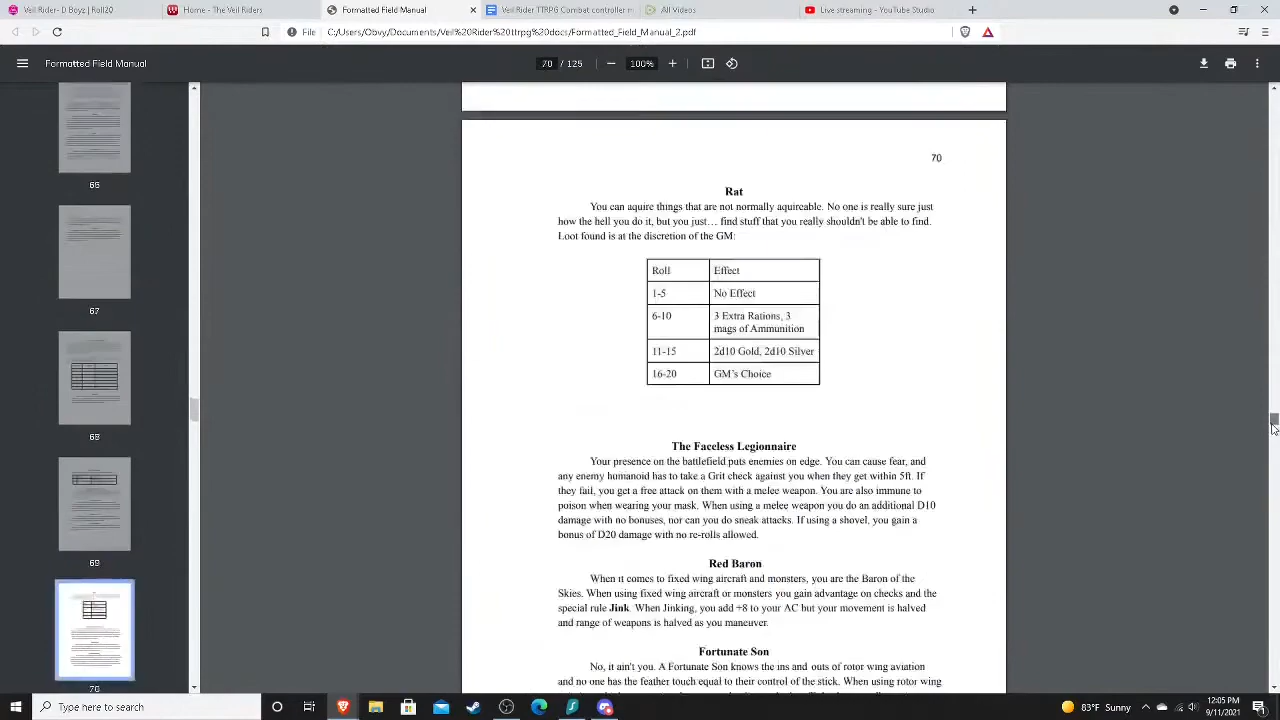 Veil Rider- D Boyz | Roll20
Home - The Veil Riders
Formatted Field Manual
VeilRider TTRPG Combat controller
All Videos
Live streaming - YouTube
File
C:/Users/Obvy/Documents/Veil%20Rider%20ttrpg%20docs/Formatted_Field_Manual_2.pdf
Formatted Field Manual
70 / 125
100%
66
67
68
69
70
70
Rat
You can aquire things that are not normally aquireable. No one is really sure just
how the hell you do it, but you just… find stuff that you really shouldn't be able to find.
Loot found is at the discretion of the GM:
Roll Effect
1-5 No Effect
6-10 3 Extra Rations, 3
mags of Ammunition
11-15 2d10 Gold, 2d10 Silver
16-20 GM's Choice
The Faceless Legionnaire
Your presence on the battlefield puts enemies on edge. You can cause fear, and
any enemy humanoid has to take a Grit check against you when they get within 5ft. If
they fail, you get a free attack on them with a melee weapon. You are also immune to
poison when wearing your mask. When using a melee weapon you do an additional D10
damage with no bonuses, nor can you do sneak attacks. If using a shovel, you gain a
bonus of D20 damage with no re-rolls allowed.
Red Baron
When it comes to fixed wing aircraft and monsters, you are the Baron of the
Skies. When using fixed wing aircraft or monsters you gain advantage on checks and the
special rule Jink. When Jinking, you add +8 to your AC but your movement is halved
and range of weapons is halved as you maneuver.
Fortunate Son
No, it ain't you. A Fortunate Son knows the ins and outs of rotor wing aviation
and no one has the feather touch equal to their control of the stick. When using rotor wing
Type here to search
83°F Sunny
12:05 PM
9/11/2021